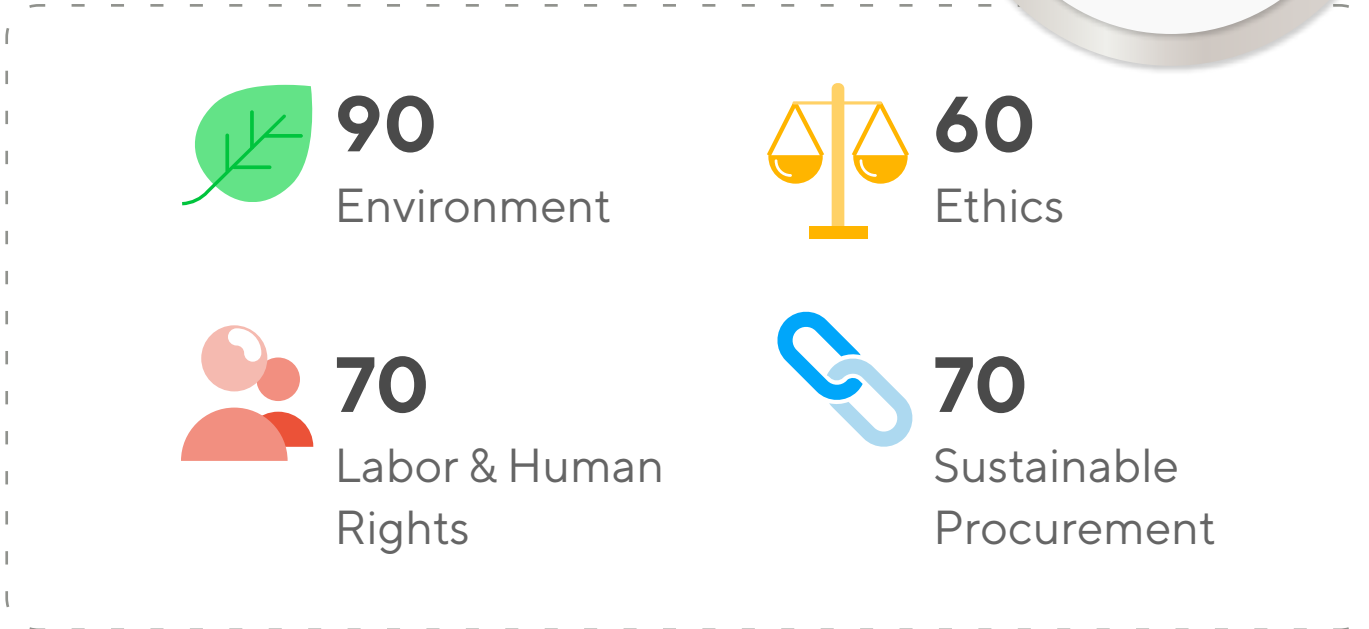 90
Environment
60
Ethics
70
Labor & Human
Rights
70
Sustainable
Procurement